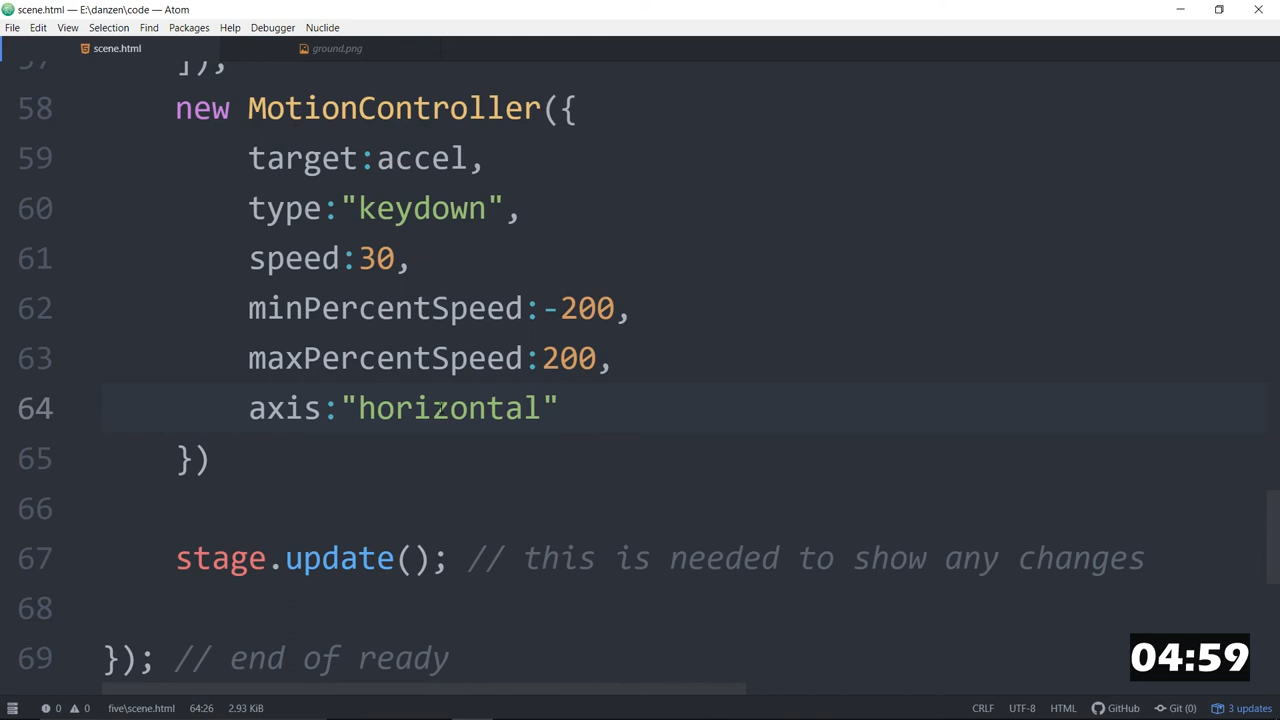 scene.html — E:\danzen\code — Atom
File Edit View Selection Find Packages Help Debugger Nuclide
scene.html ground.png
57 ]),
58 new MotionController({
59 target:accel,
60 type:"keydown",
61 speed:30,
62 minPercentSpeed:-200,
63 maxPercentSpeed:200,
64 axis:"horizontal"
65 })
66
67 stage.update(); // this is needed to show any changes
68
69 }); // end of ready
04:59
0 0 five\scene.html 64:26 2.93 KiB CRLF UTF-8 HTML GitHub Git (0) 3 updates